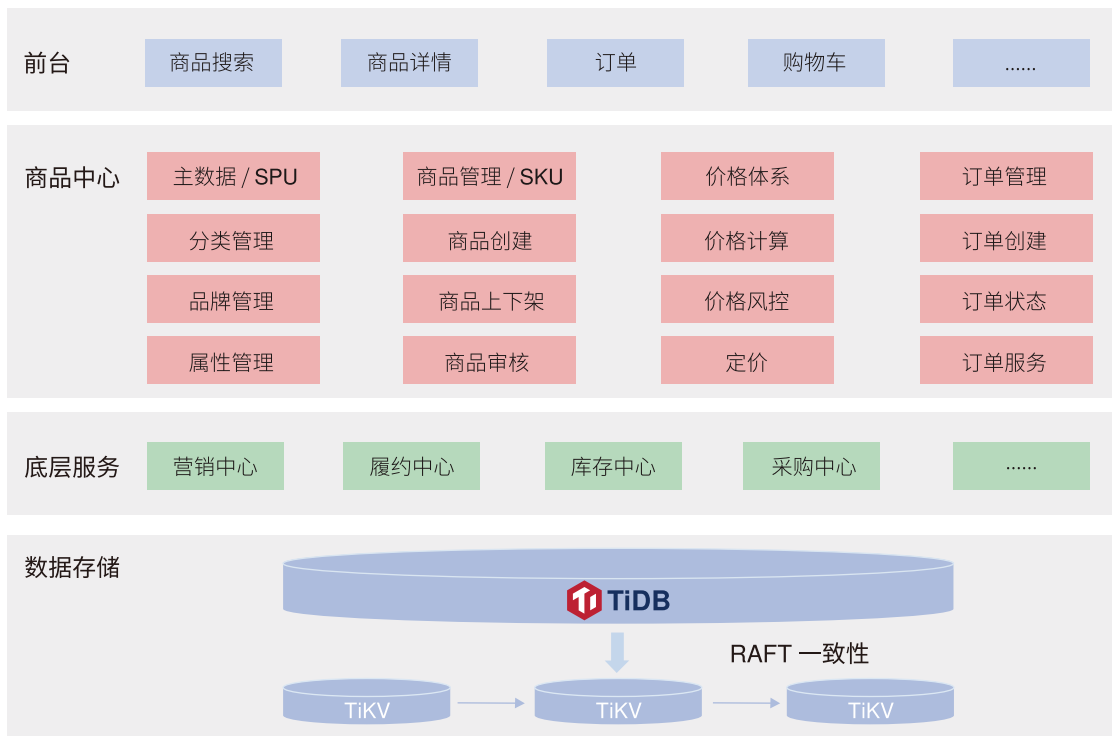 前台
商品搜索
商品详情
订单
购物车
......
商品中心
主数据 / SPU
商品管理 / SKU
价格体系
订单管理
分类管理
商品创建
价格计算
订单创建
品牌管理
商品上下架
价格风控
订单状态
属性管理
商品审核
定价
订单服务
底层服务
营销中心
履约中心
库存中心
采购中心
······
数据存储
TiDB
RAFT 一致性
TiKV
TiKV
TiKV